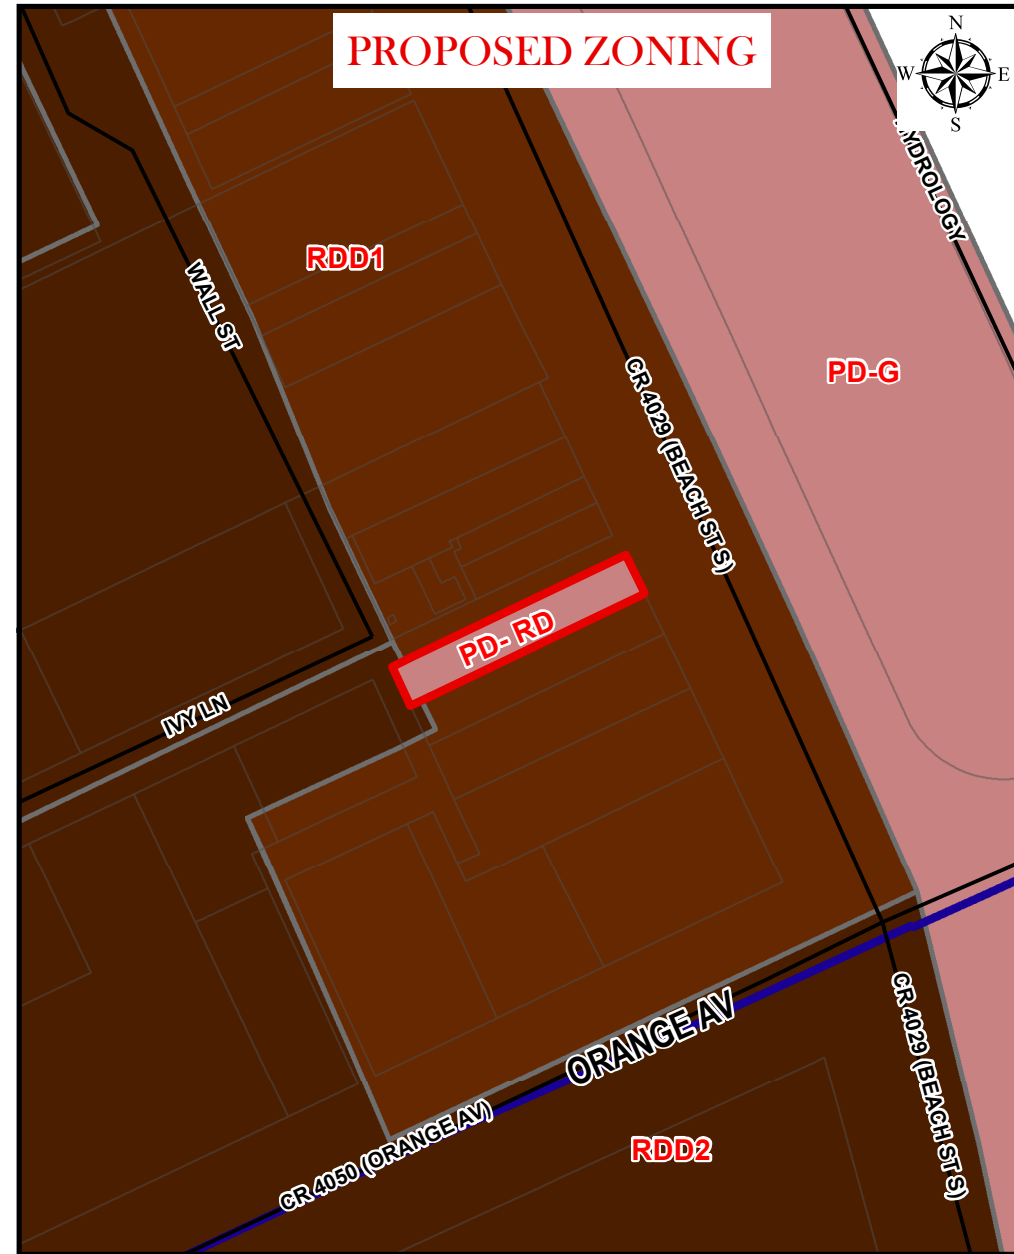 PROPOSED ZONING
N
W E
S
YDROLOGY
RDD1
WALL ST
PD-G
CR 4029 (BEACH ST S)
PD- RD
IVY LN
ORANGE AV
CR 4029 (BEACH ST S)
CR 4050 (ORANGE AV)
RDD2